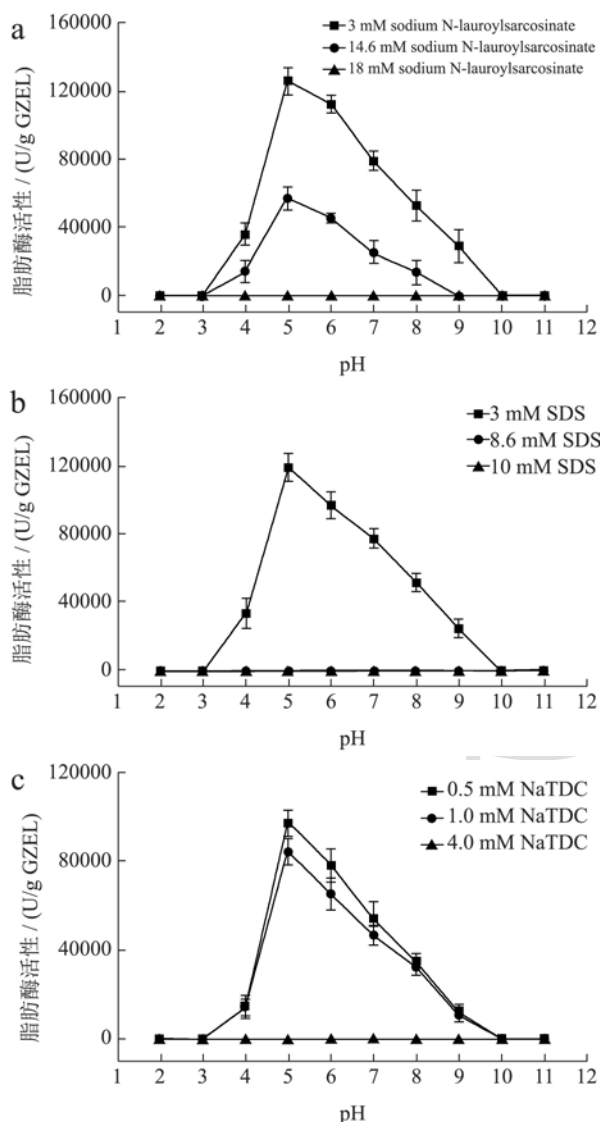 a
3 mM sodium N-lauroylsarcosinate
14.6 mM sodium N-lauroylsarcosinate
18 mM sodium N-lauroylsarcosinate
脂肪酶活性 / (U/g GZEL)
160000
120000
80000
40000
0
1 2 3 4 5 6 7 8 9 10 11 12
pH
b
3 mM SDS
8.6 mM SDS
10 mM SDS
脂肪酶活性 / (U/g GZEL)
160000
120000
80000
40000
0
1 2 3 4 5 6 7 8 9 10 11 12
pH
c
0.5 mM NaTDC
1.0 mM NaTDC
4.0 mM NaTDC
脂肪酶活性 / (U/g GZEL)
120000
80000
40000
0
1 2 3 4 5 6 7 8 9 10 11 12
pH